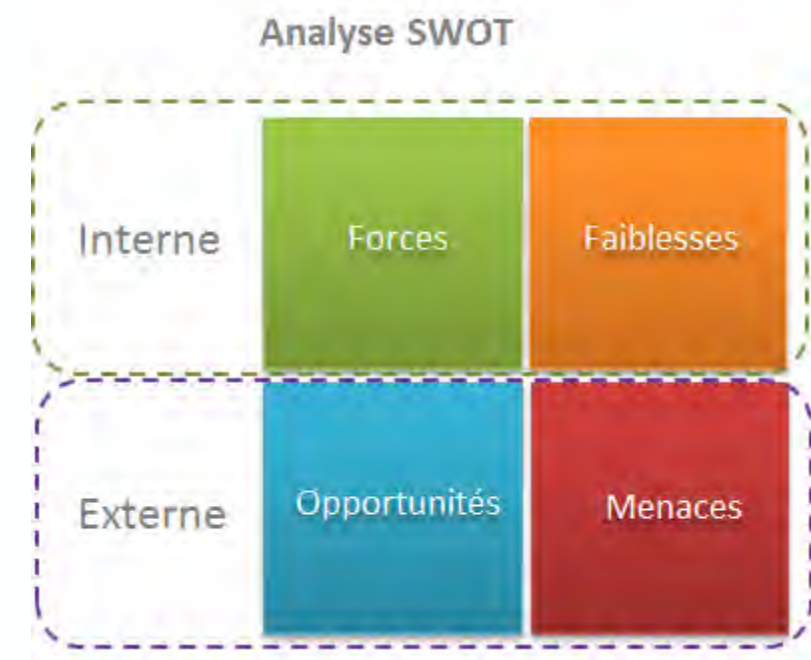 Analyse SWOT
Interne
Forces
Faiblesses
Externe
Opportunités
Menaces